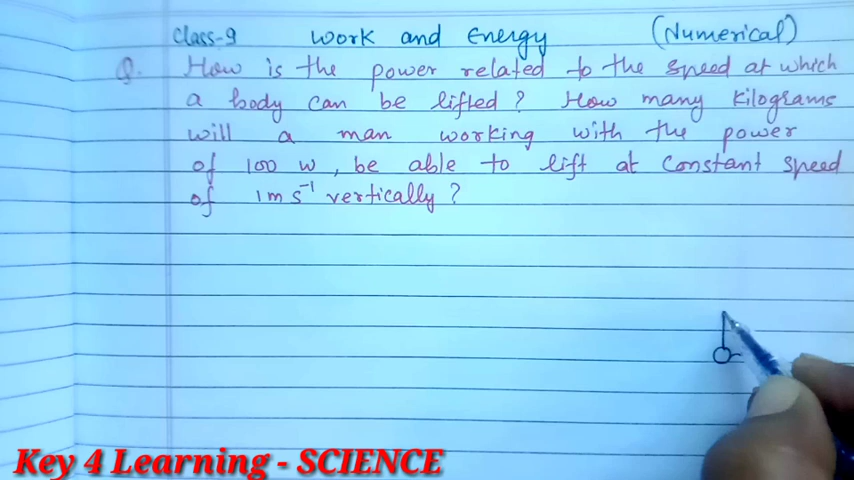 Class-9 Work and Energy (Numerical)
Q. How is the power related to the speed at which
a body can be lifted? How many kilograms
will a man working with the power
of 100 W, be able to lift at constant speed
of 1m s⁻¹ vertically?
Key 4 Learning - SCIENCE